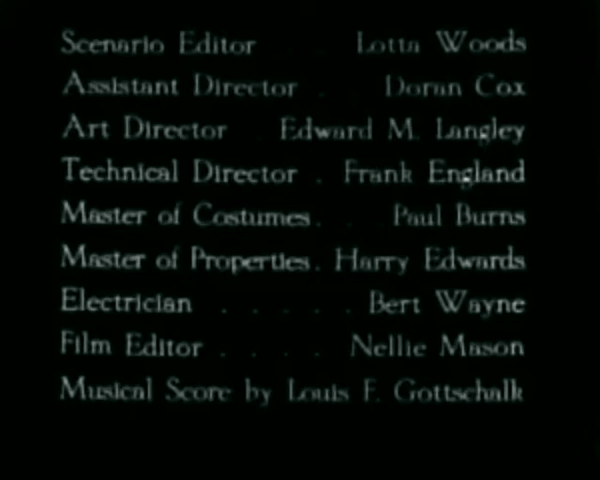 Scenario Editor . . Lotta Woods
Assistant Director . . Doran Cox
Art Director . Edward M. Langley
Technical Director . Frank England
Master of Costumes . . Paul Burns
Master of Properties . Harry Edwards
Electrician . . . . . Bert Wayne
Film Editor . . . . Nellie Mason
Musical Score by Louis F. Gottschalk